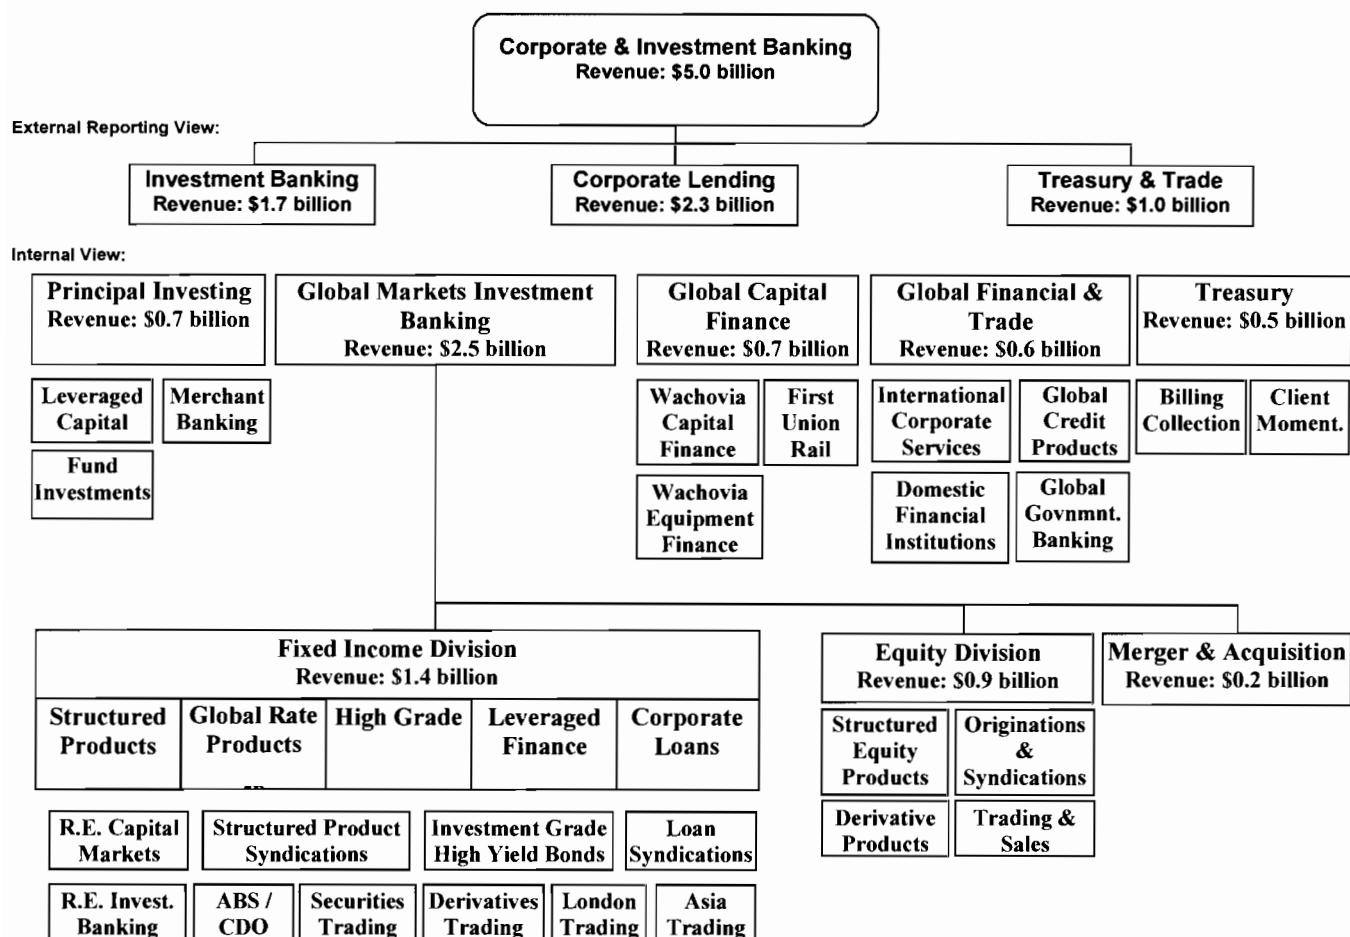 Corporate & Investment Banking
Revenue: $5.0 billion
External Reporting View:
Investment Banking
Revenue: $1.7 billion
Corporate Lending
Revenue: $2.3 billion
Treasury & Trade
Revenue: $1.0 billion
Internal View:
Principal Investing
Revenue: $0.7 billion
Global Markets Investment
Banking
Revenue: $2.5 billion
Global Capital
Finance
Revenue: $0.7 billion
Global Financial &
Trade
Revenue: $0.6 billion
Treasury
Revenue: $0.5 billion
Leveraged
Capital
Merchant
Banking
Fund
Investments
Wachovia
Capital
Finance
First
Union
Rail
Wachovia
Equipment
Finance
International
Corporate
Services
Global
Credit
Products
Domestic
Financial
Institutions
Global
Govnmnt.
Banking
Billing
Collection
Client
Moment.
Fixed Income Division
Revenue: $1.4 billion
Structured
Products
Global Rate
Products
High Grade
Leveraged
Finance
Corporate
Loans
R.E. Capital
Markets
Structured Product
Syndications
Investment Grade
High Yield Bonds
Loan
Syndications
R.E. Invest.
Banking
ABS /
CDO
Securities
Trading
Derivatives
Trading
London
Trading
Asia
Trading
Equity Division
Revenue: $0.9 billion
Structured
Equity
Products
Originations
&
Syndications
Derivative
Products
Trading &
Sales
Merger & Acquisition
Revenue: $0.2 billion